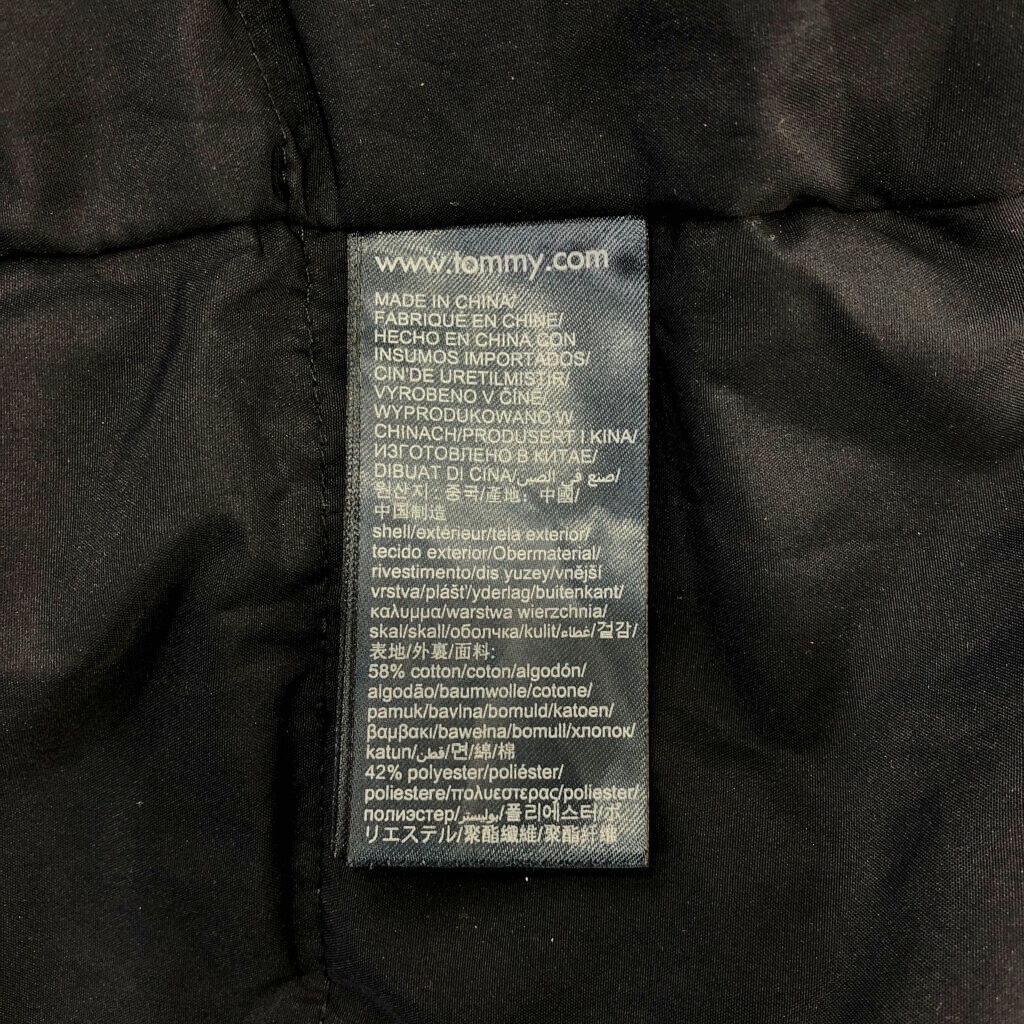 www.tommy.com
MADE IN CHINA/
FABRIQUÉ EN CHINE/
HECHO EN CHINA CON
INSUMOS IMPORTADOS/
CIN'DE URETILMISTIR/
VYROBENO V ČÍNĚ/
WYPRODUKOWANO W
CHINACH/PRODUSERT I KINA/
ИЗГОТОВЛЕНО В КИТАЕ/
DIBUAT DI CINA/صنع في الصين/
원산지: 중국/產地: 中國/
中国制造
shell/extérieur/tela exterior/
tecido exterior/Obermaterial/
rivestimento/dis yuzey/vnější
vrstva/plášť/yderlag/buitenkant/
καλυμμα/warstwa wierzchnia/
skal/skall/оболчка/kulit/غطاء/겉감/
表地/外裏/面料:
58% cotton/coton/algodón/
algodão/baumwolle/cotone/
pamuk/bavlna/bomuld/katoen/
βαμβακι/bawełna/bomull/хлопок/
katun/قطن/면/綿/棉
42% polyester/poliéster/
poliestere/πολυεστερας/poliester/
полиэстер/بوليستر/폴리에스터/ポ
リエステル/聚酯纖維/聚酯纤维